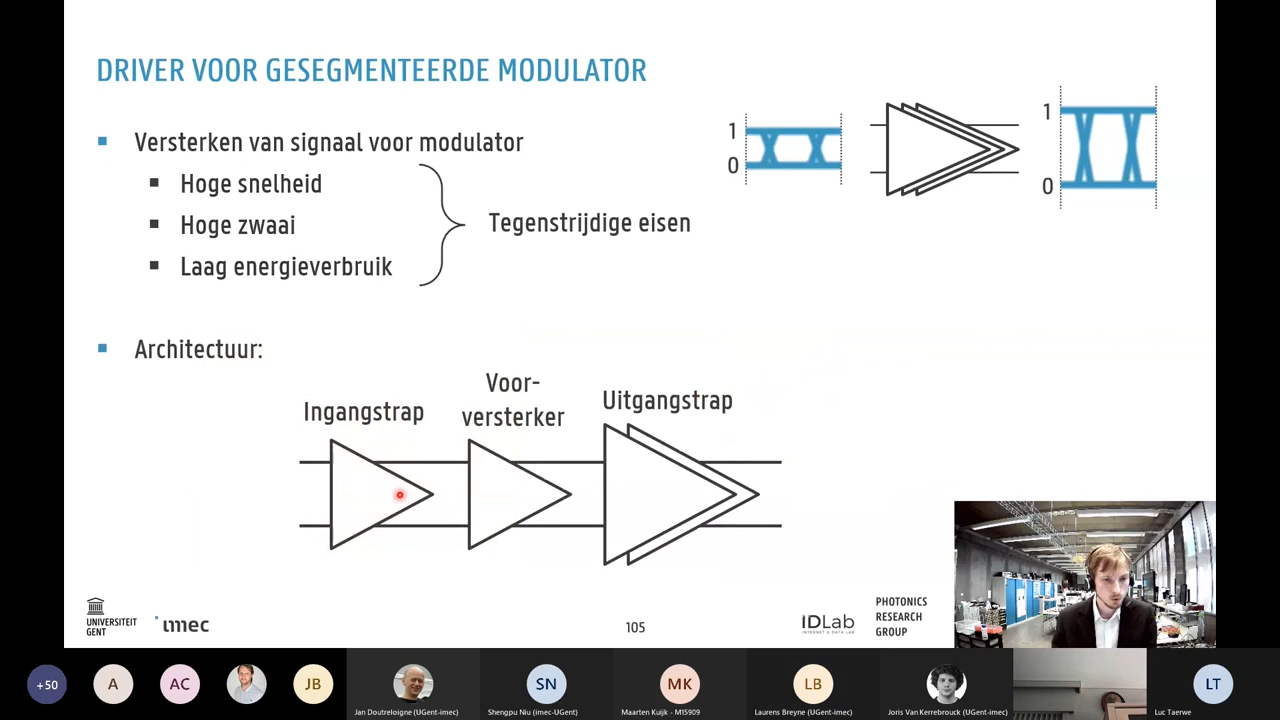 DRIVER VOOR GESEGMENTEERDE MODULATOR
Versterken van signaal voor modulator
Hoge snelheid
Hoge zwaai
Laag energieverbruik
Tegenstrijdige eisen
1
0
1
0
Architectuur:
Ingangstrap
Voor-
versterker
Uitgangstrap
UNIVERSITEIT
GENT
imec
105
IDLab
INTERNET & DATA LAB
PHOTONICS
RESEARCH
GROUP
+50
A
AC
JB
Jan Doutreloigne (UGent-imec)
SN
Shengpu Niu (imec-UGent)
MK
Maarten Kuijk - M15909
LB
Laurens Breyne (UGent-imec)
Joris Van Kerrebrouck (UGent-imec)
LT
Luc Taerwe